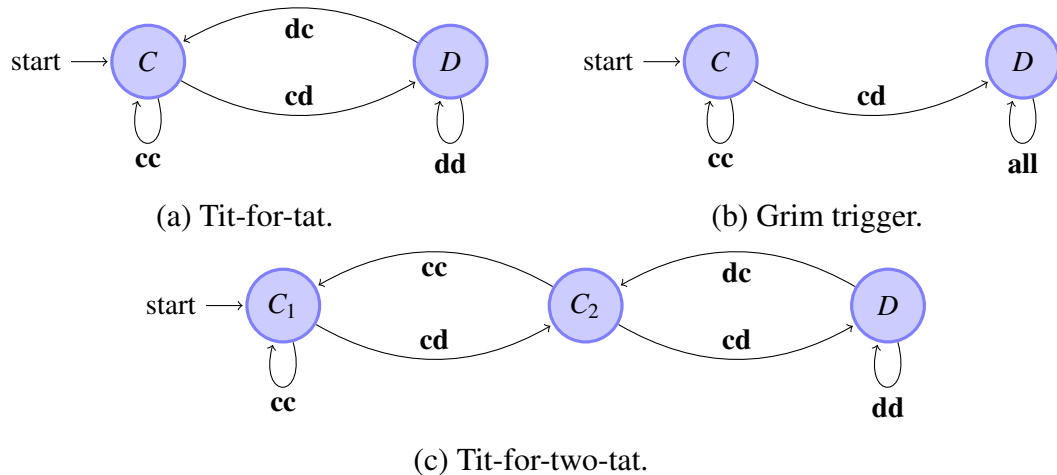 dc
start C D start C D
cd cd
cc dd cc all
(a) Tit-for-tat. (b) Grim trigger.
cc dc
start C₁ C₂ D
cd cd
cc dd
(c) Tit-for-two-tat.